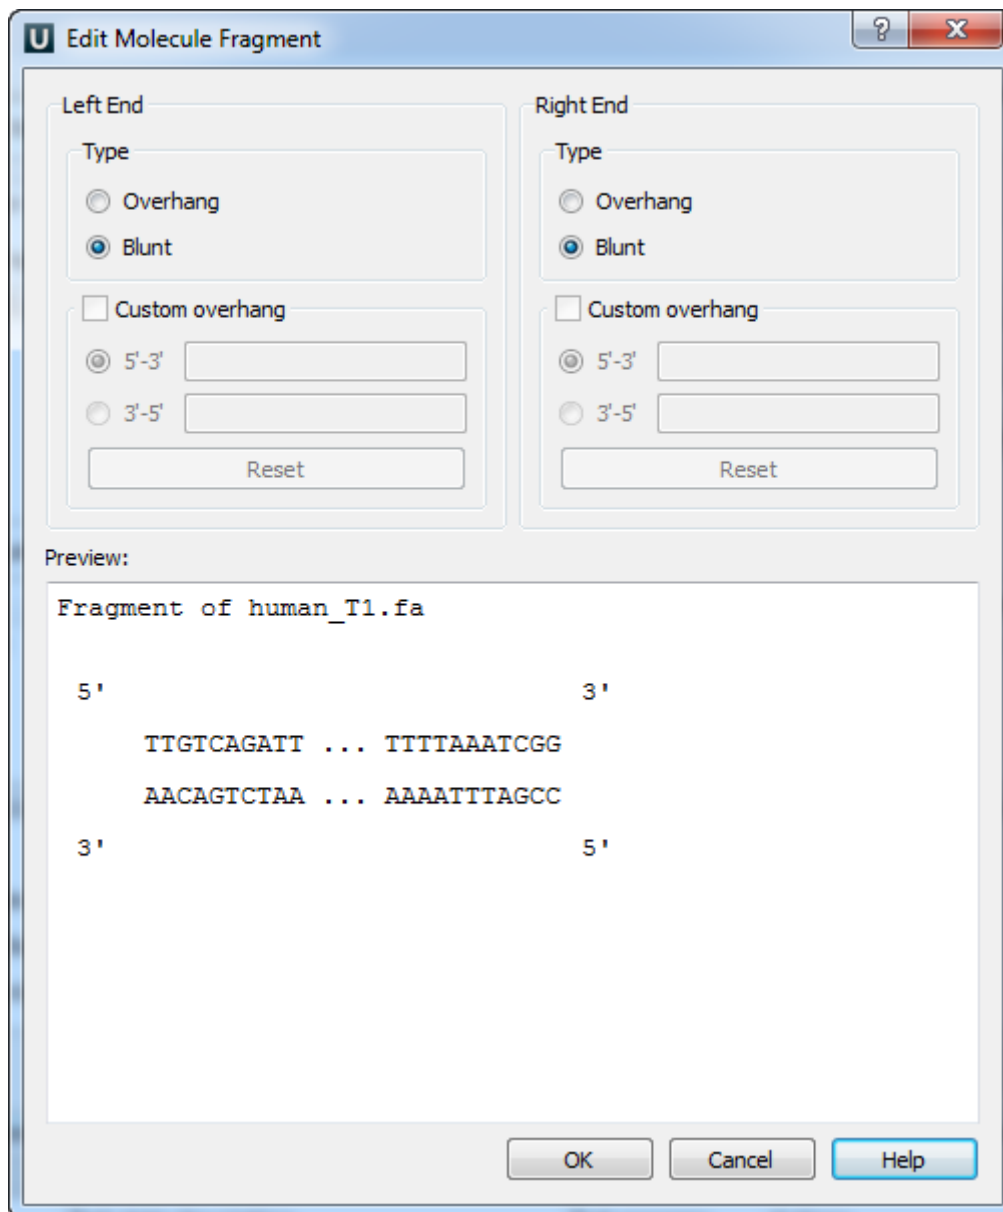 U Edit Molecule Fragment ? X
Left End
Type
Overhang
Blunt
Custom overhang
5'-3'
3'-5'
Reset
Right End
Type
Overhang
Blunt
Custom overhang
5'-3'
3'-5'
Reset
Preview:
Fragment of human_T1.fa
5' 3'
TTGTCAGATT ... TTTTAAATCGG
AACAGTCTAA ... AAAATTTAGCC
3' 5'
OK Cancel Help